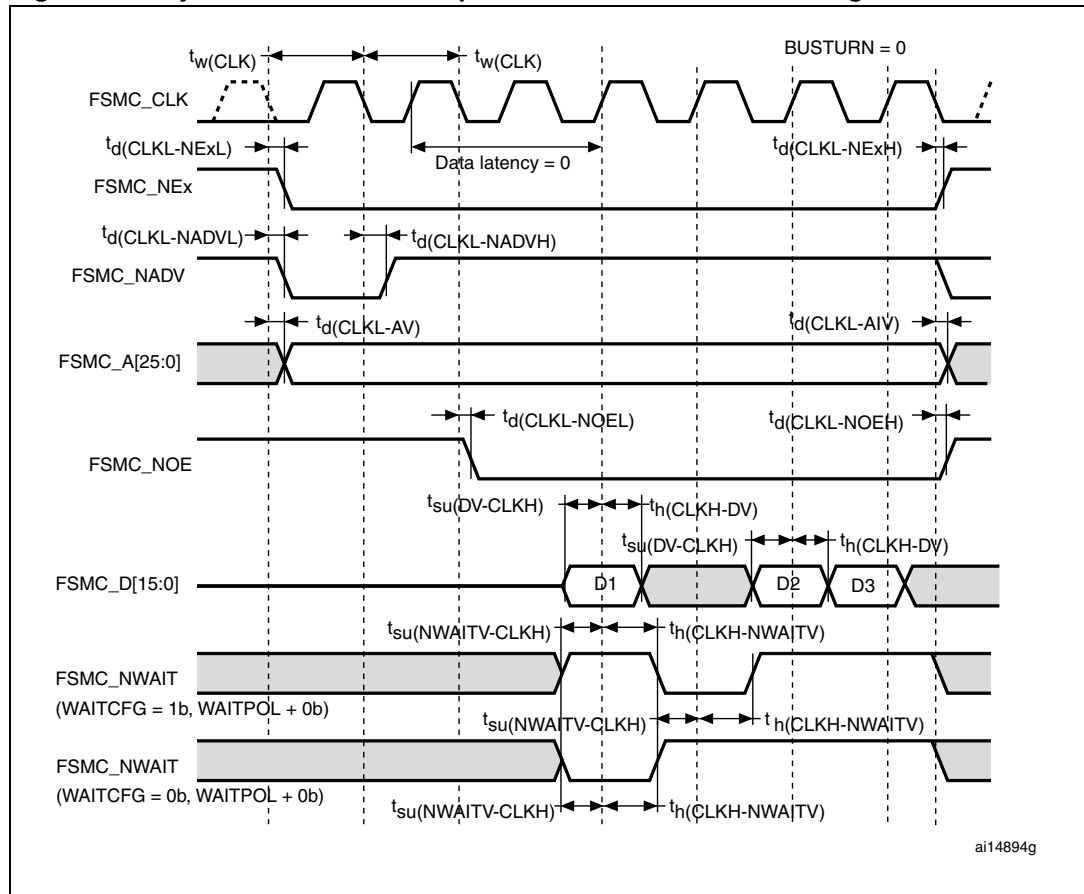 BUSTURN = 0
tw(CLK) tw(CLK)
FSMC_CLK
td(CLKL-NExL) Data latency = 0 td(CLKL-NExH)
FSMC_NEx
td(CLKL-NADVL) td(CLKL-NADVH)
FSMC_NADV
td(CLKL-AV) td(CLKL-AIV)
FSMC_A[25:0]
td(CLKL-NOEL) td(CLKL-NOEH)
FSMC_NOE
tsu(DV-CLKH) th(CLKH-DV)
tsu(DV-CLKH) th(CLKH-DV)
FSMC_D[15:0] D1 D2 D3
tsu(NWAITV-CLKH) th(CLKH-NWAITV)
FSMC_NWAIT
(WAITCFG = 1b, WAITPOL + 0b)
tsu(NWAITV-CLKH) th(CLKH-NWAITV)
FSMC_NWAIT
(WAITCFG = 0b, WAITPOL + 0b)
tsu(NWAITV-CLKH) th(CLKH-NWAITV)
ai14894g